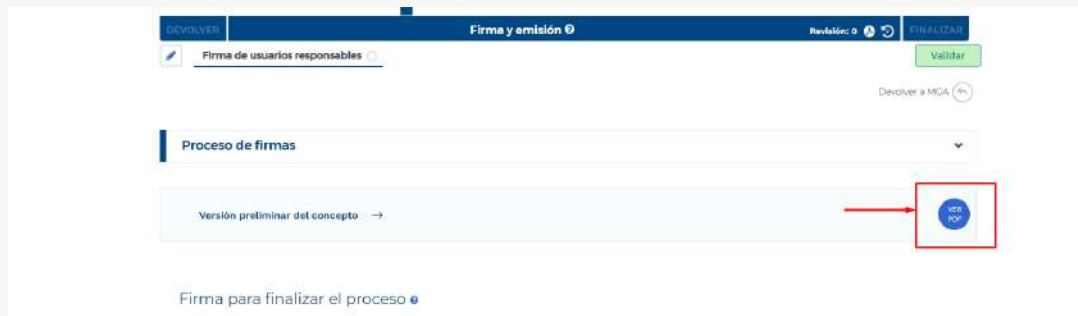 DEVOLVER Firma y emisión Revisión: 0 FINALIZAR
Firma de usuarios responsables Validar
Devolver a MGA
Proceso de firmas
Versión preliminar del concepto → VER
PDF
Firma para finalizar el proceso